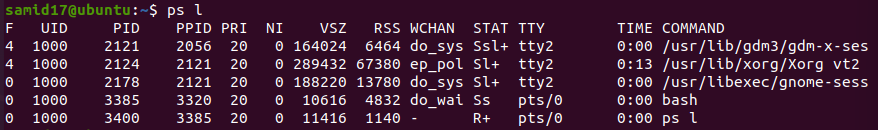 samid17@ubuntu:~$ ps l
F   UID     PID    PPID PRI  NI    VSZ   RSS WCHAN  STAT TTY        TIME COMMAND
4  1000    2121    2056  20   0 164024  6464 do_sys Ssl+ tty2       0:00 /usr/lib/gdm3/gdm-x-ses
4  1000    2124    2121  20   0 289432 67380 ep_pol Sl+  tty2       0:13 /usr/lib/xorg/Xorg vt2
0  1000    2178    2121  20   0 188220 13780 do_sys Sl+  tty2       0:00 /usr/libexec/gnome-sess
0  1000    3385    3320  20   0  10616  4832 do_wai Ss   pts/0      0:00 bash
0  1000    3400    3385  20   0  11416  1140 -      R+   pts/0      0:00 ps l